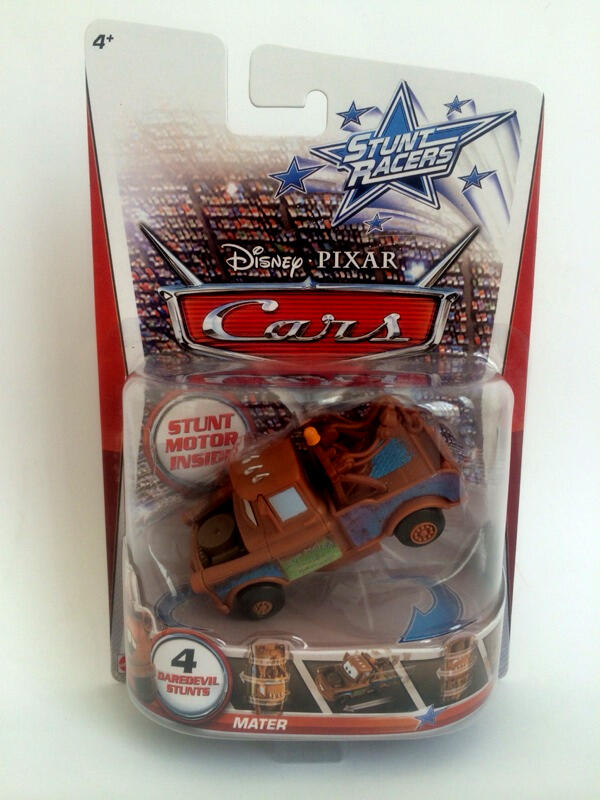 4+
STUNT
RACERS
Disney · PIXAR
Cars
STUNT
MOTOR
INSIDE
4
DAREDEVIL
STUNTS
MATER